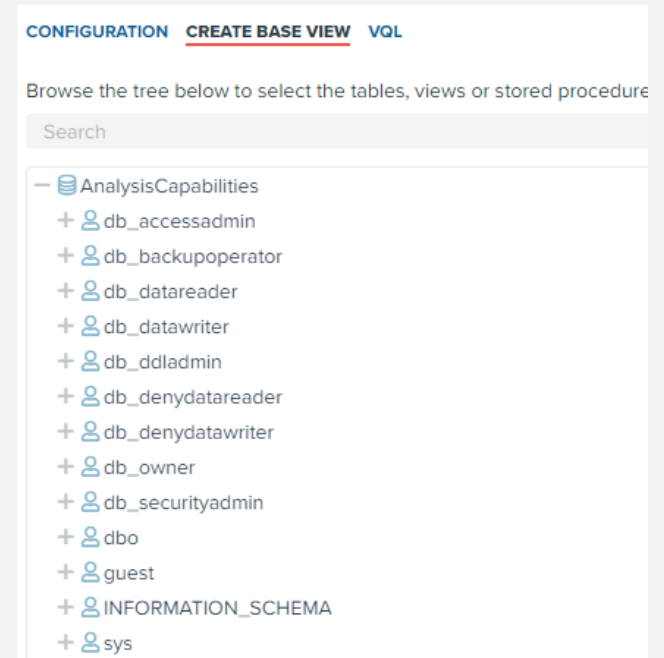 CONFIGURATION CREATE BASE VIEW VQL
Browse the tree below to select the tables, views or stored procedure
Search
AnalysisCapabilities
db_accessadmin
db_backupoperator
db_datareader
db_datawriter
db_ddladmin
db_denydatareader
db_denydatawriter
db_owner
db_securityadmin
dbo
guest
INFORMATION_SCHEMA
sys